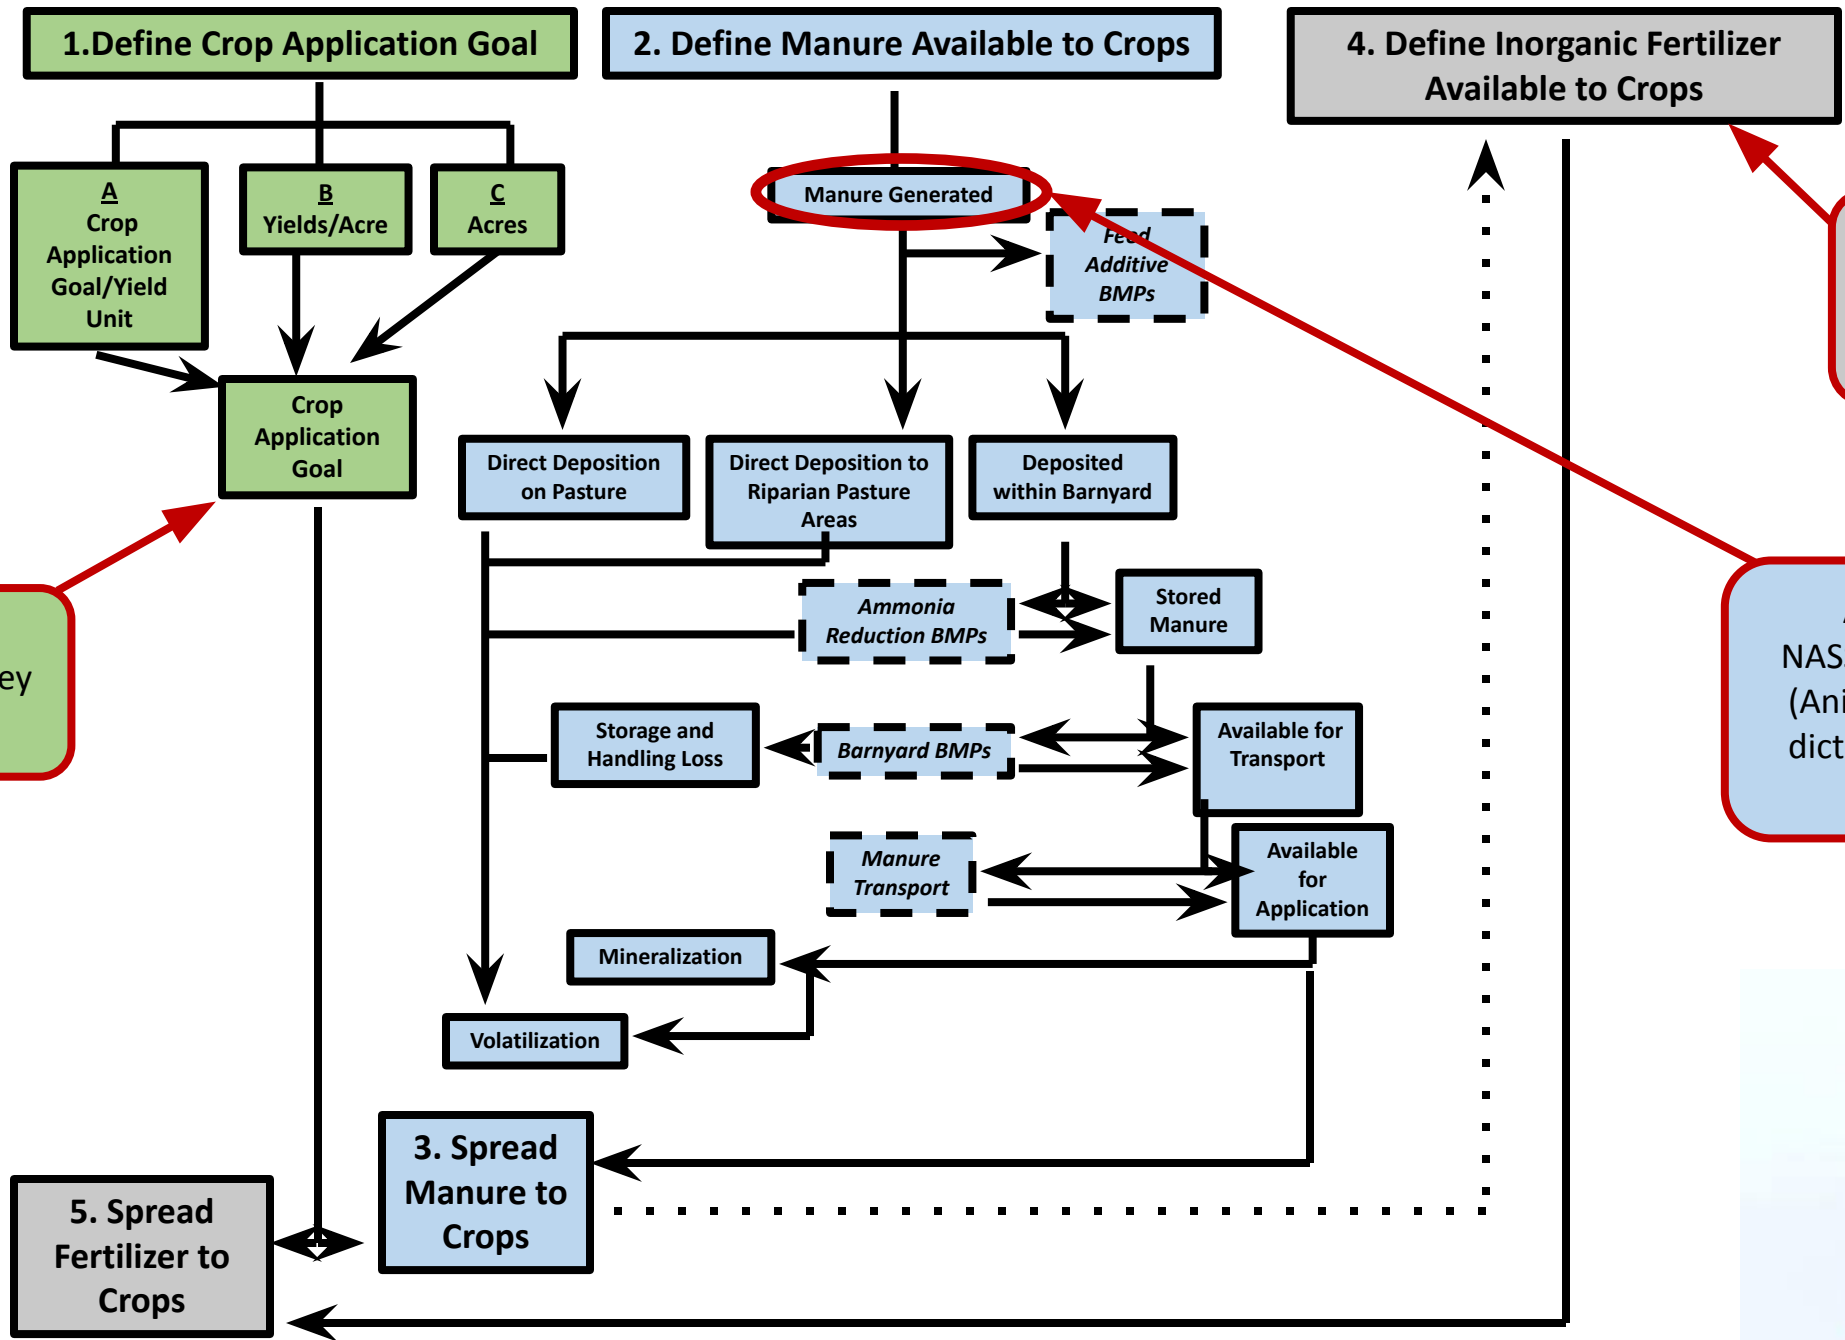 1.Define Crop Application Goal
2. Define Manure Available to Crops
4. Define Inorganic Fertilizer
Available to Crops
A
Crop
Application
Goal/Yield
Unit
B
Yields/Acre
C
Acres
Manure Generated
Feed
Additive
BMPs
Crop
Application
Goal
Direct Deposition
on Pasture
Direct Deposition to
Riparian Pasture
Areas
Deposited
within Barnyard
Ammonia
Reduction BMPs
Stored
Manure
Storage and
Handling Loss
Barnyard BMPs
Available for
Transport
Manure
Transport
Available
for
Application
Mineralization
Volatilization
3. Spread
Manure to
Crops
5. Spread
Fertilizer to
Crops
ey
NAS
(Ani
dict